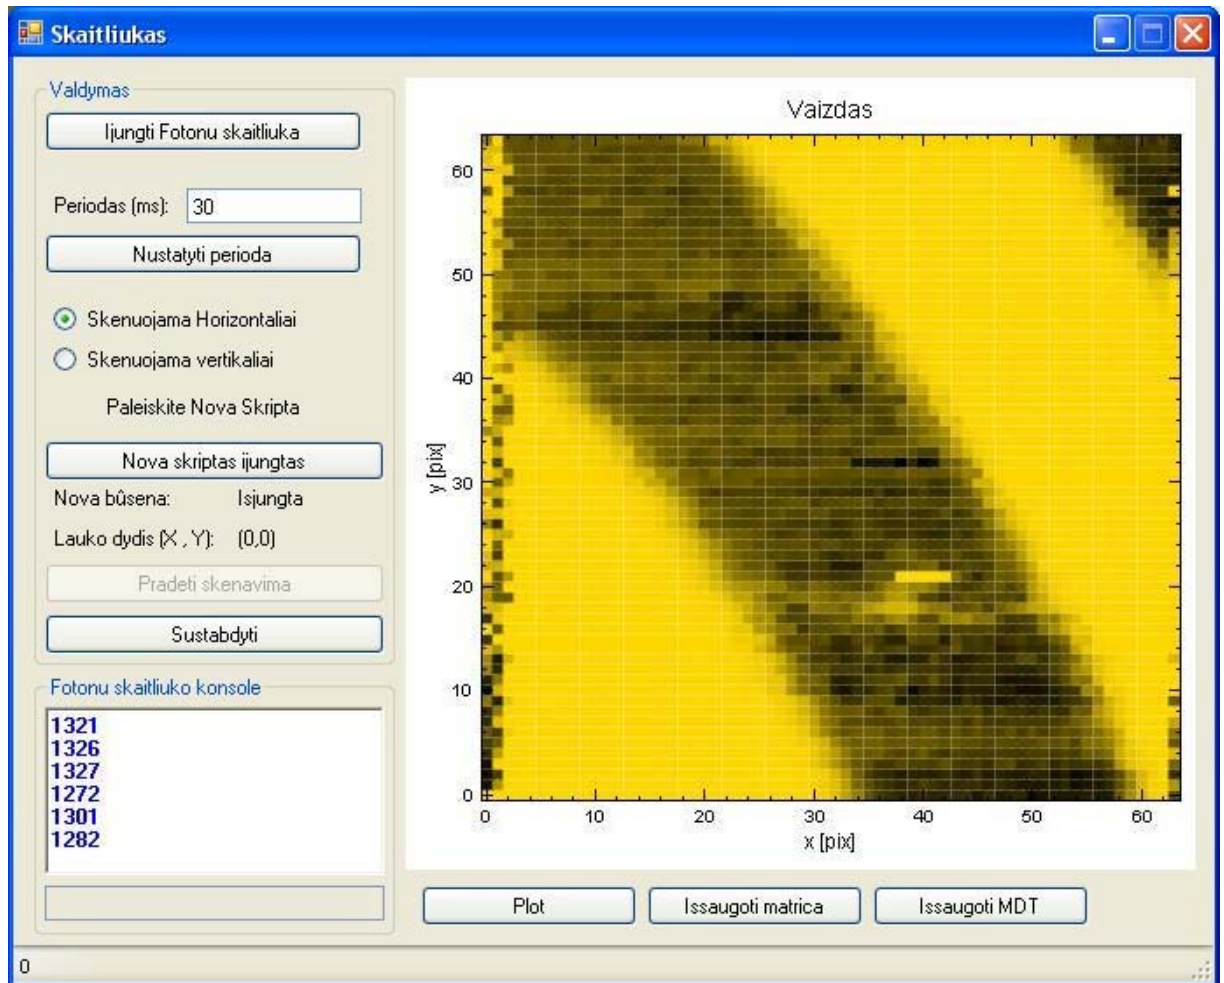 Skaitliukas
Valdymas
Ijungti Fotonu skaitliuka
Periodas (ms): 30
Nustatyti perioda
Skenuojama Horizontaliai
Skenuojama vertikaliai
Paleiskite Nova Skripta
Nova skriptas ijungtas
Nova bûsena: Isjungta
Lauko dydis (X , Y): (0,0)
Pradeti skenavima
Sustabdyti
Fotonu skaitliuko konsole
1321
1326
1327
1272
1301
1282
Vaizdas
60
50
40
30
20
10
0
y [pix]
0 10 20 30 40 50 60
x [pix]
Plot Issaugoti matrica Issaugoti MDT
0